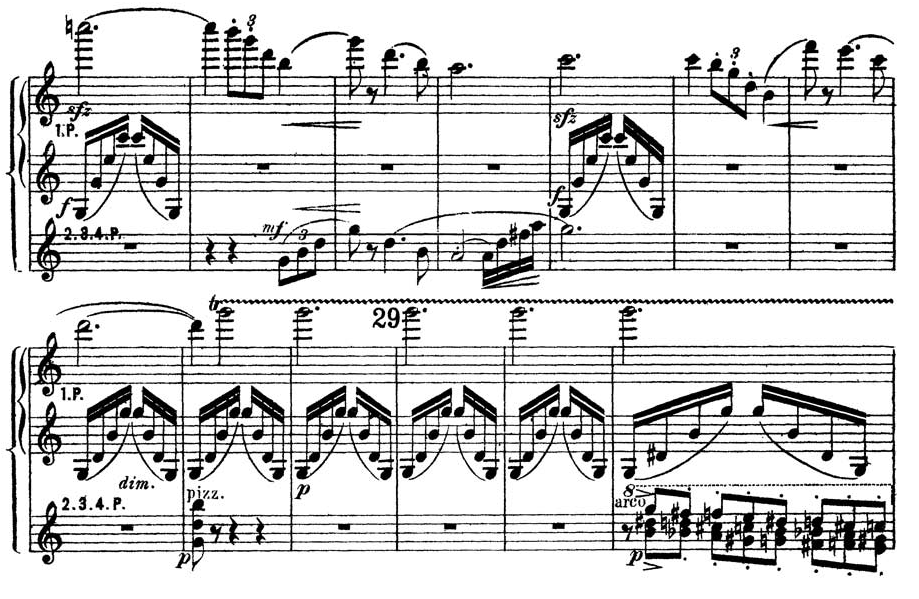 3 3
sfz sfz
1.P.
f f
2.3.4.P. mf 3
tr
29
1.P.
dim. p
2.3.4.P. pizz. 8
arco
p p